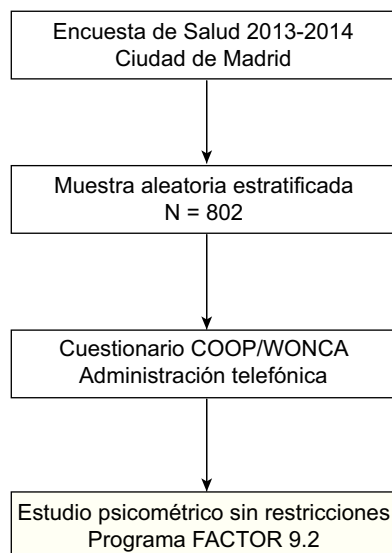 Encuesta de Salud 2013-2014
Ciudad de Madrid
Muestra aleatoria estratificada
N = 802
Cuestionario COOP/WONCA
Administración telefónica
Estudio psicométrico sin restricciones
Programa FACTOR 9.2